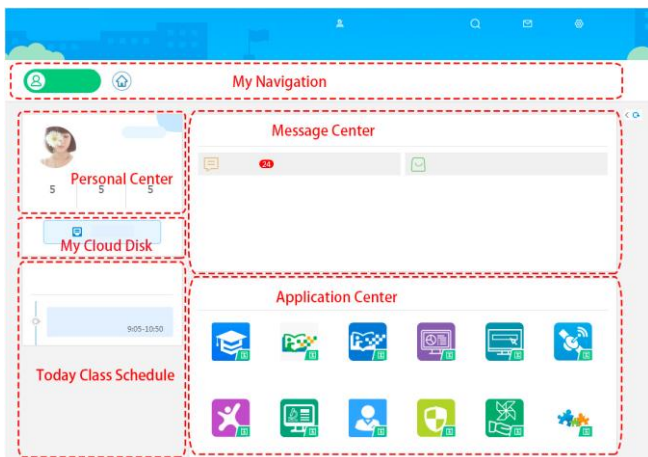 My Navigation
Message Center
24
Personal Center
5 5 5
My Cloud Disk
Application Center
9:05-10:50
Today Class Schedule